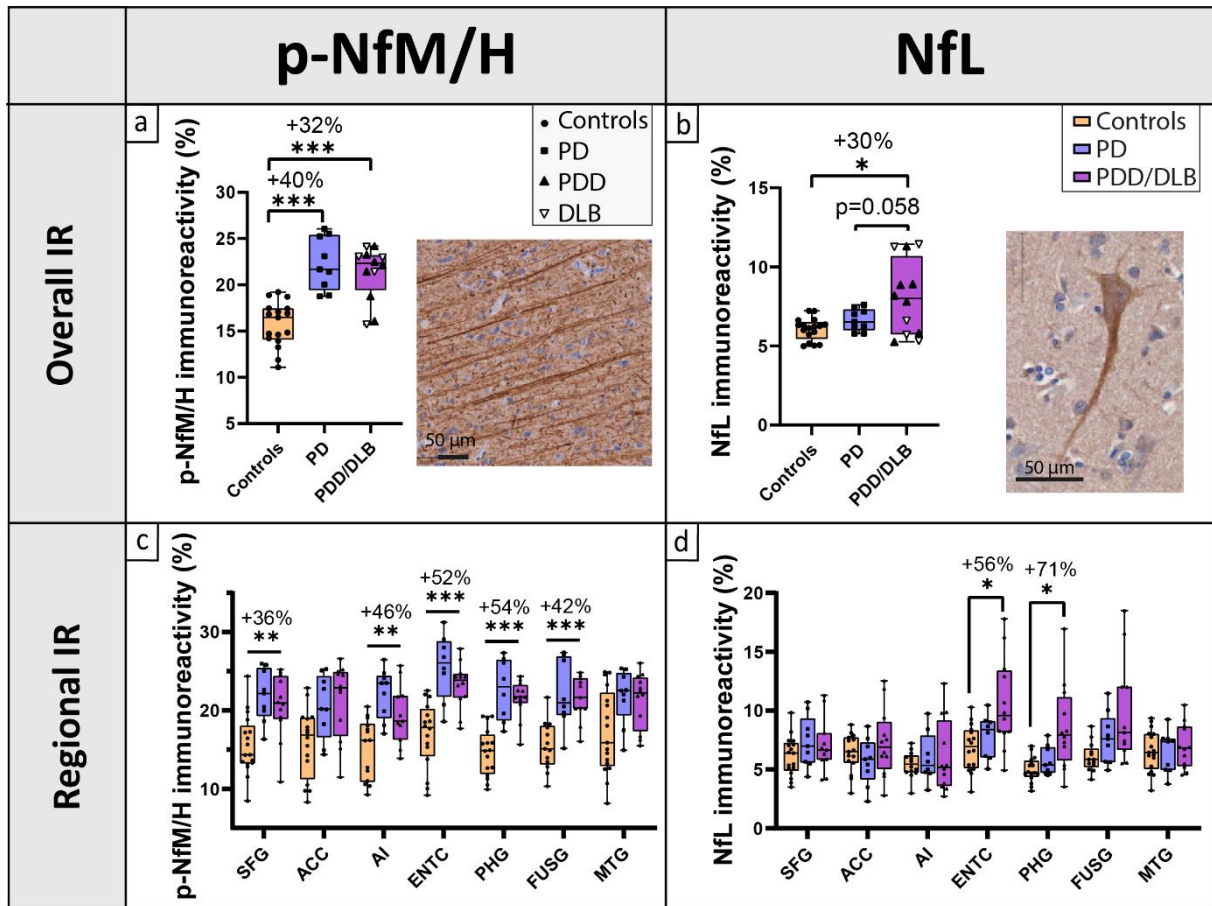 p-NfM/H
NfL
Overall IR
a
p-NfM/H immunoreactivity (%)
+32%
***
+40%
***
30
25
20
15
10
5
Controls
PD
PDD/DLB
Controls
PD
PDD
DLB
50 µm
b
NfL immunoreactivity (%)
+30%
*
p=0.058
15
10
5
0
Controls
PD
PDD/DLB
Controls
PD
PDD/DLB
50 µm
Regional IR
c
p-NfM/H immunoreactivity (%)
30
20
10
+36%
**
+46%
**
+52%
***
+54%
***
+42%
***
SFG
ACC
AI
ENTC
PHG
FUSG
MTG
d
NfL immunoreactivity (%)
20
15
10
5
0
+56%
*
+71%
*
SFG
ACC
AI
ENTC
PHG
FUSG
MTG